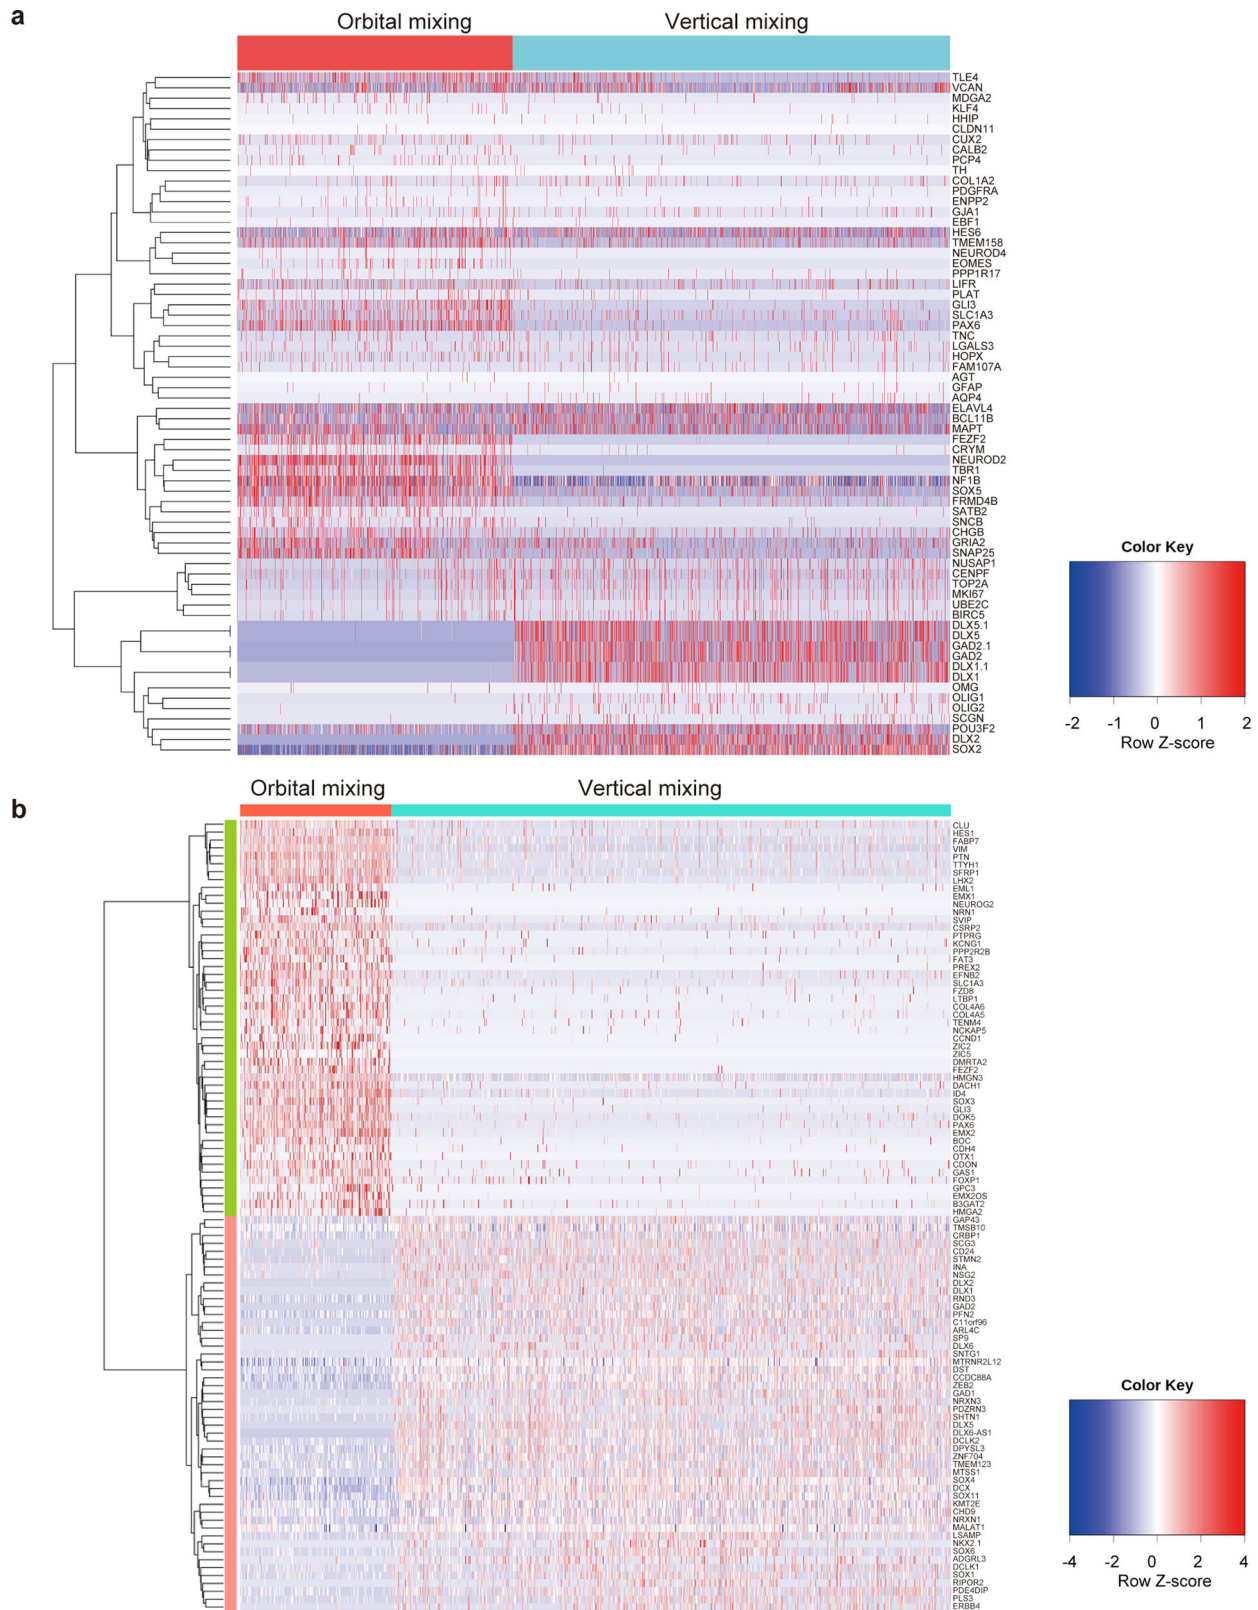 a
Orbital mixing
Vertical mixing
TLE4
VCAN
MDGA2
KLF4
HHIP
CLDN11
CUX2
CALB2
PCP4
TH
COL1A2
PDGFRA
ENPP2
GJA1
EBF1
HES6
TMEM158
NEUROD4
EOMES
PPP1R17
LIFR
PLAT
GLI3
SLC1A3
PAX6
TNC
LGALS3
HOPX
FAM107A
AGT
GFAP
AQP4
ELAVL4
BCL11B
MAPT
FEZF2
CRYM
NEUROD2
TBR1
NF1B
SOX5
FRMD4B
SATB2
SNCB
CHGB
GRIA2
SNAP25
NUSAP1
CENPF
TOP2A
MKI67
UBE2C
BIRC5
DLX5.1
DLX5
GAD2.1
GAD2
DLX1.1
DLX1
OMG
OLIG1
OLIG2
SCGN
POU3F2
DLX2
SOX2
Color Key
-2 -1 0 1 2
Row Z-score
b
Orbital mixing
Vertical mixing
CLU
HES1
FABP7
VIM
PTN
TTYH1
SFRP1
LHX2
EML1
EMX1
NEUROG2
NRN1
SVIP
CSRP2
PTPRG
KCNG1
PPP2R2B
FAT3
PREX2
EFNB2
SLC1A3
FZD8
LTBP1
COL4A6
COL4A5
TENM4
NCKAP5
CCND1
ZIC2
ZIC5
DMRTA2
FEZF2
HMGN3
DACH1
ID4
SOX3
GLI3
DOK5
PAX6
EMX2
BOC
CDH4
OTX1
CDON
GAS1
FOXP1
GPC3
EMX2OS
B3GAT2
HMGA2
GAP43
TMSB10
CRBP1
SCG3
CD24
STMN2
INA
NSG2
DLX2
DLX1
RND3
GAD2
PFN2
C11orf96
ARL4C
SP9
DLX6
SNTG1
MTRNR2L12
DST
CCDC88A
ZEB2
GAD1
NRXN3
PDZRN3
SHTN1
DLX5
DLX6-AS1
DCLK2
DPYSL3
ZNF704
TMEM123
MTSS1
SOX4
DCX
SOX11
KMT2E
CHD9
NRXN1
MALAT1
LSAMP
NKX2.1
SOX6
ADGRL3
DCLK1
SOX1
RIPOR2
PDE4DIP
PLS3
ERBB4
Color Key
-4 -2 0 2 4
Row Z-score